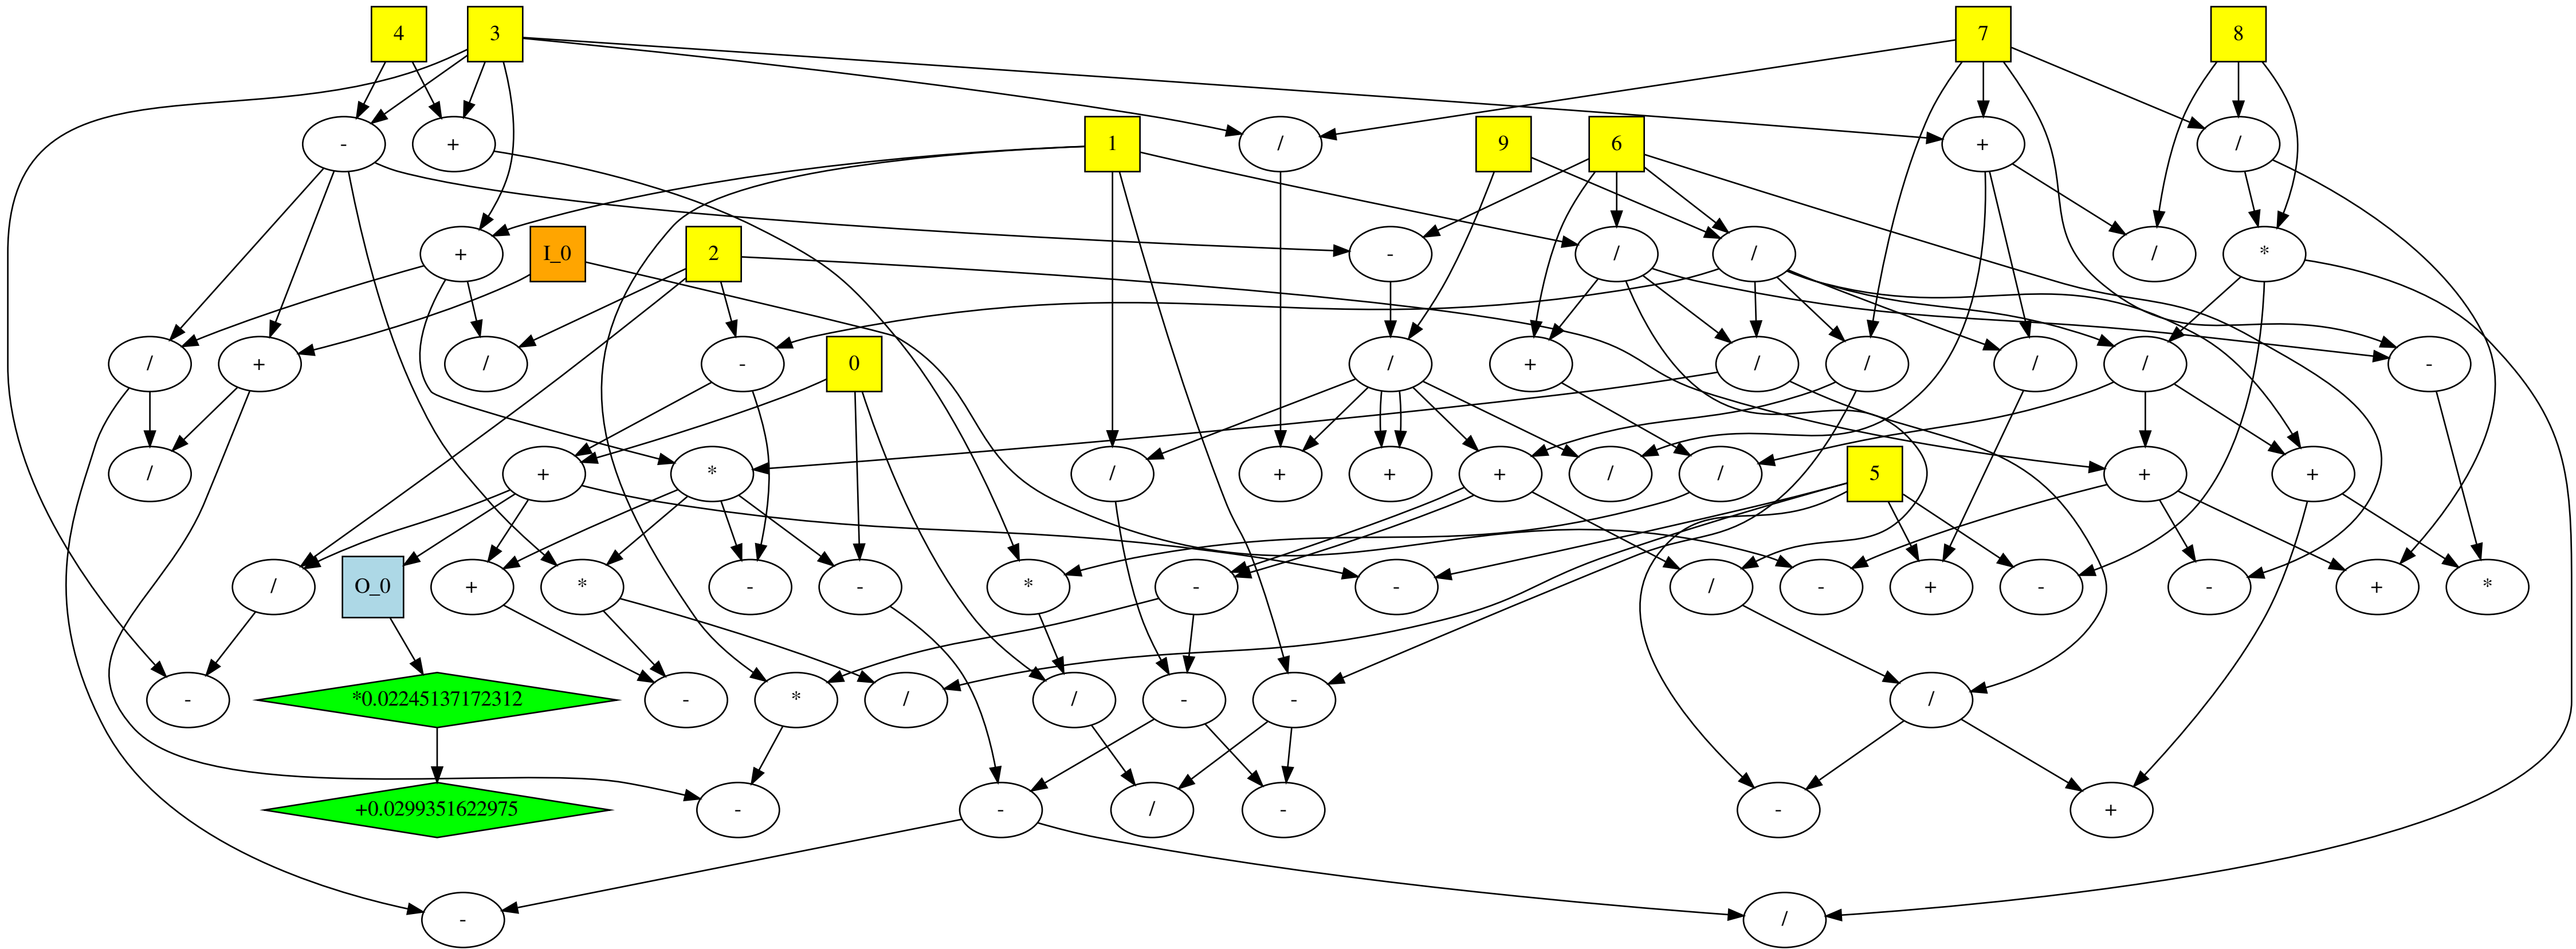 4 3 7 8
- + / + /
1 9 6
+ I_0 2 - / / / *
/ + / - 0 / + / / / / -
/ + * / + + + / / 5 + +
/ O_0 + * - - * - - / - + - - + *
- *0.02245137172312 - * / / - - /
+0.0299351622975 - - / - - +
- /